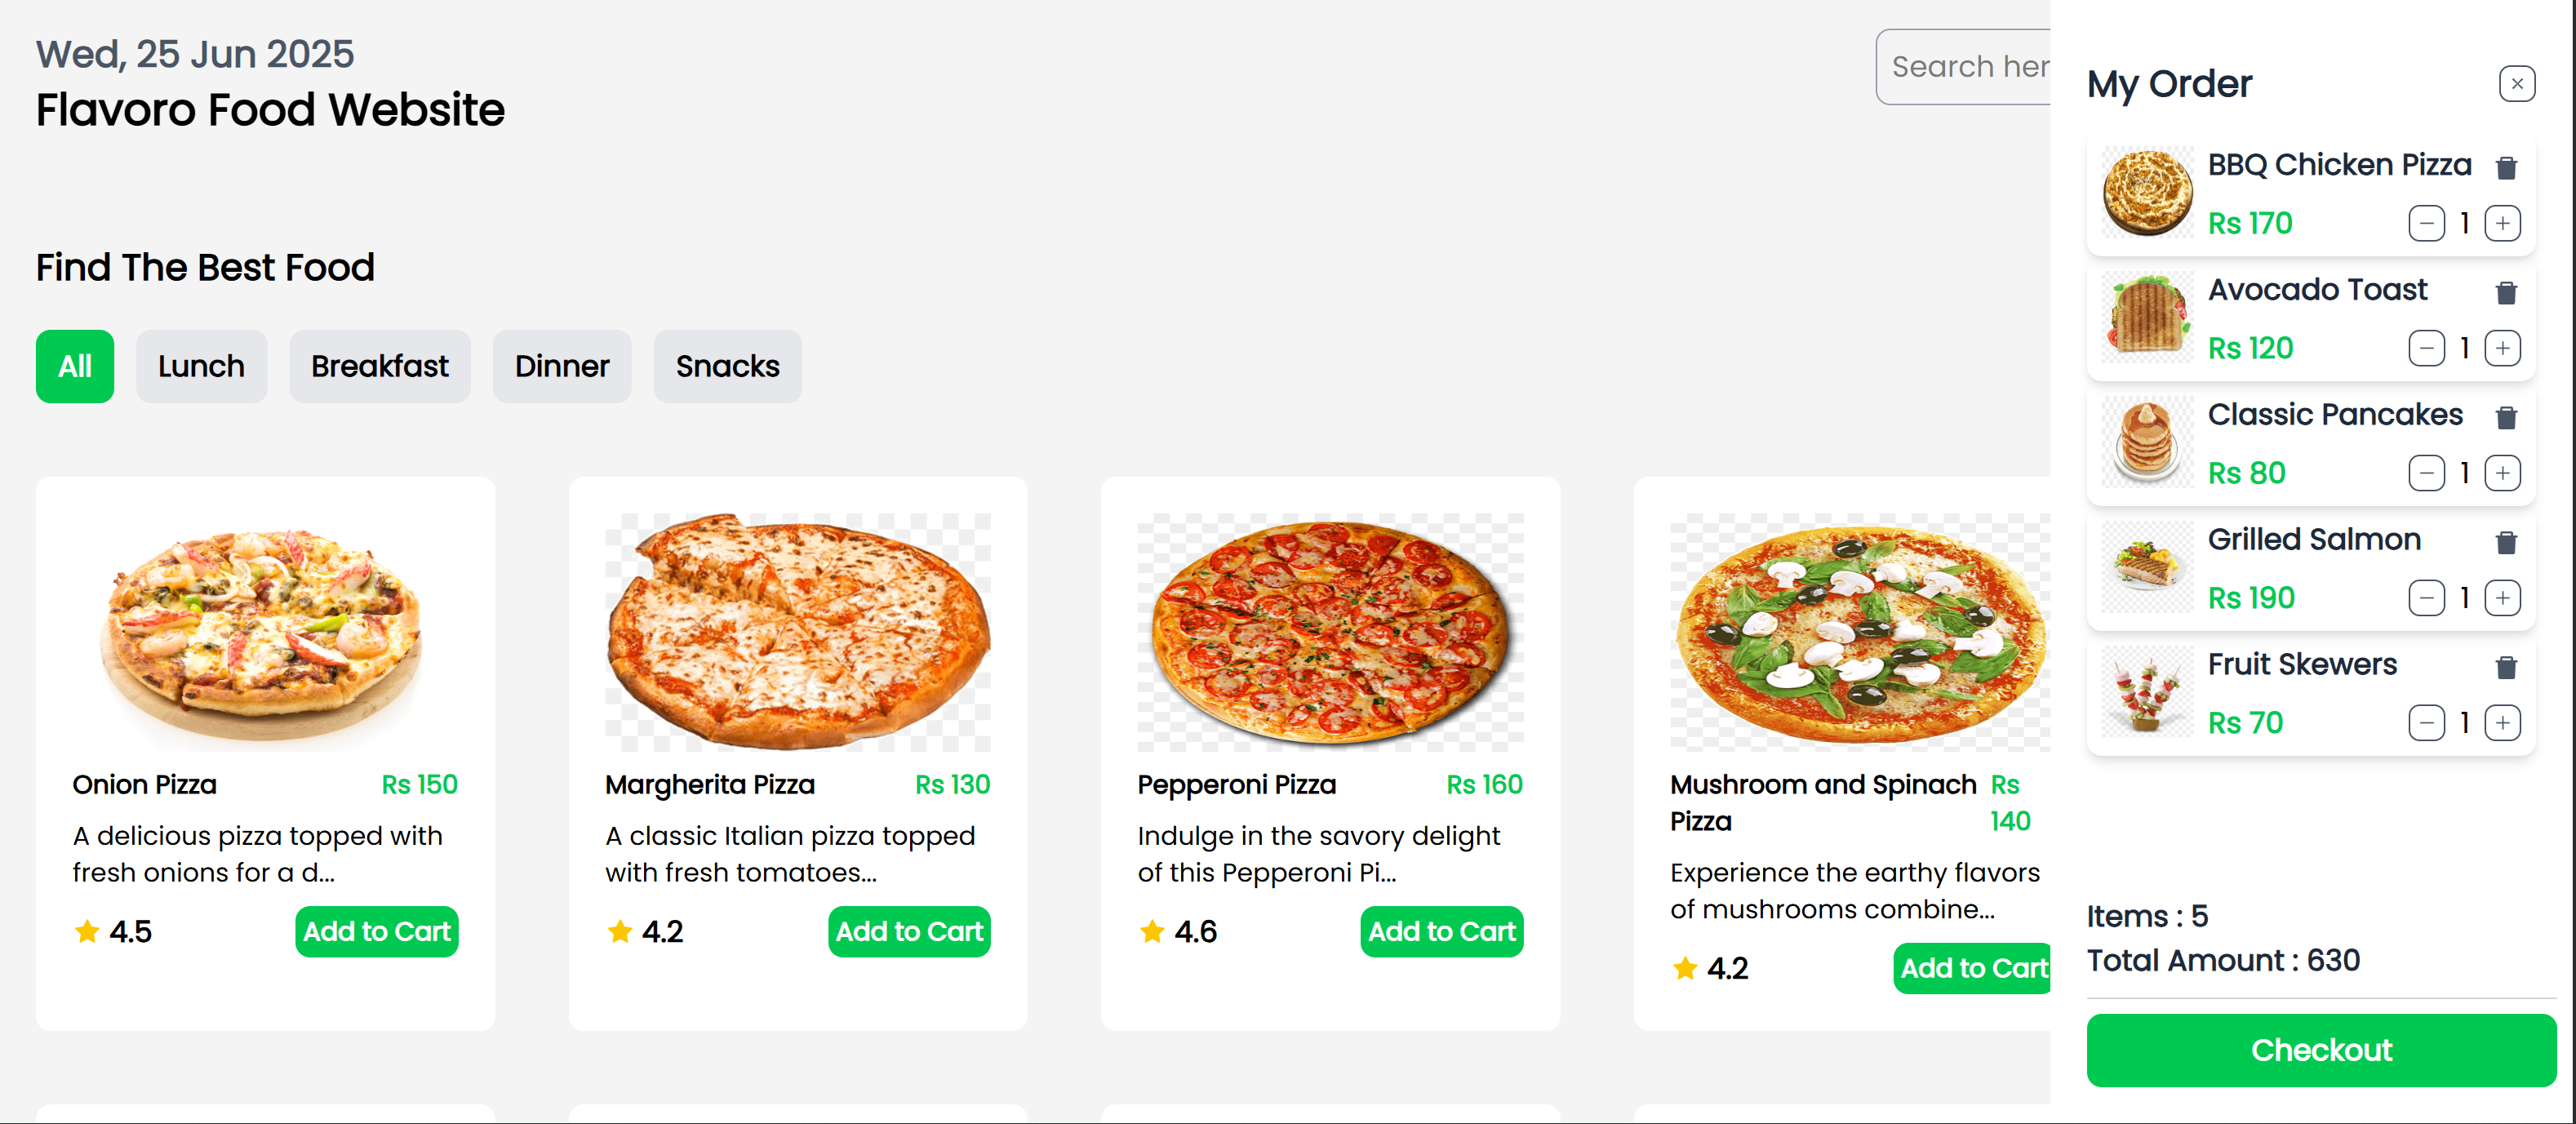 Wed, 25 Jun 2025
Flavoro Food Website
Search her
Find The Best Food
All
Lunch
Breakfast
Dinner
Snacks
Onion Pizza
Rs 150
A delicious pizza topped with
fresh onions for a d...
4.5
Add to Cart
Margherita Pizza
Rs 130
A classic Italian pizza topped
with fresh tomatoes...
4.2
Add to Cart
Pepperoni Pizza
Rs 160
Indulge in the savory delight
of this Pepperoni Pi...
4.6
Add to Cart
Mushroom and Spinach
Pizza
Rs
140
Experience the earthy flavors
of mushrooms combine...
4.2
Add to Cart
My Order
BBQ Chicken Pizza
Rs 170
1
Avocado Toast
Rs 120
1
Classic Pancakes
Rs 80
1
Grilled Salmon
Rs 190
1
Fruit Skewers
Rs 70
1
Items : 5
Total Amount : 630
Checkout